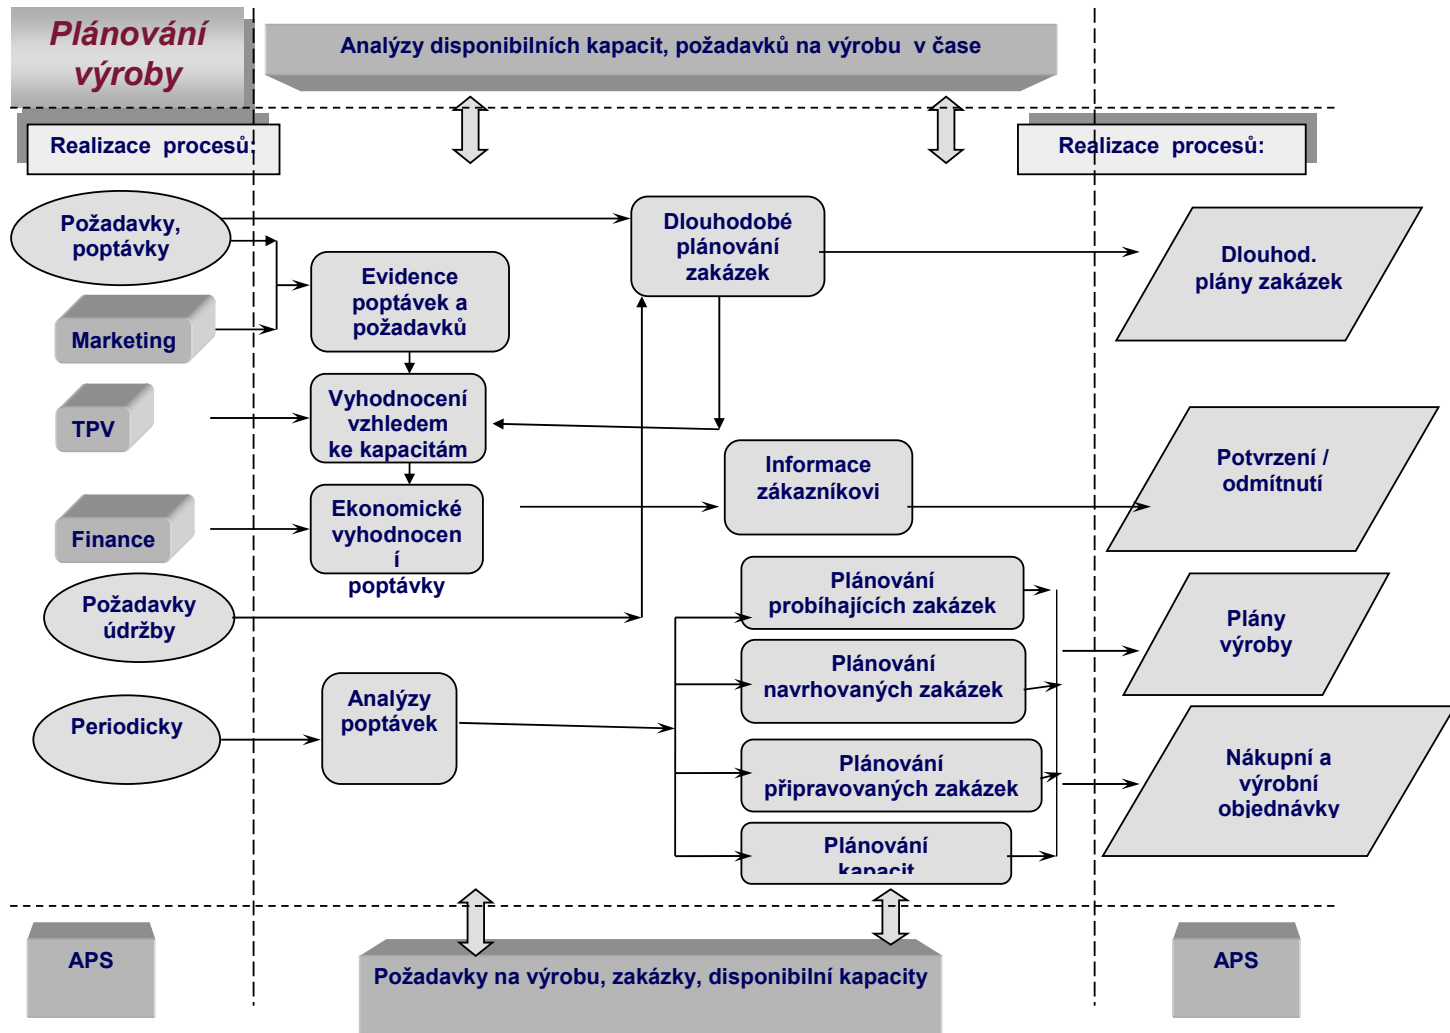 Plánování
výroby
Analýzy disponibilních kapacit, požadavků na výrobu v čase
Realizace procesů:
Realizace procesů:
Požadavky,
poptávky
Dlouhodobé
plánování
zakázek
Dlouhod.
plány zakázek
Evidence
poptávek a
požadavků
Marketing
Vyhodnocení
vzhledem
ke kapacitám
TPV
Informace
zákazníkovi
Potvrzení /
odmítnutí
Ekonomické
vyhodnocen
í
poptávky
Finance
Požadavky
údržby
Plánování
probíhajících zakázek
Plány
výroby
Plánování
navrhovaných zakázek
Analýzy
poptávek
Periodicky
Plánování
připravovaných zakázek
Nákupní a
výrobní
objednávky
Plánování
kapacit
APS
Požadavky na výrobu, zakázky, disponibilní kapacity
APS